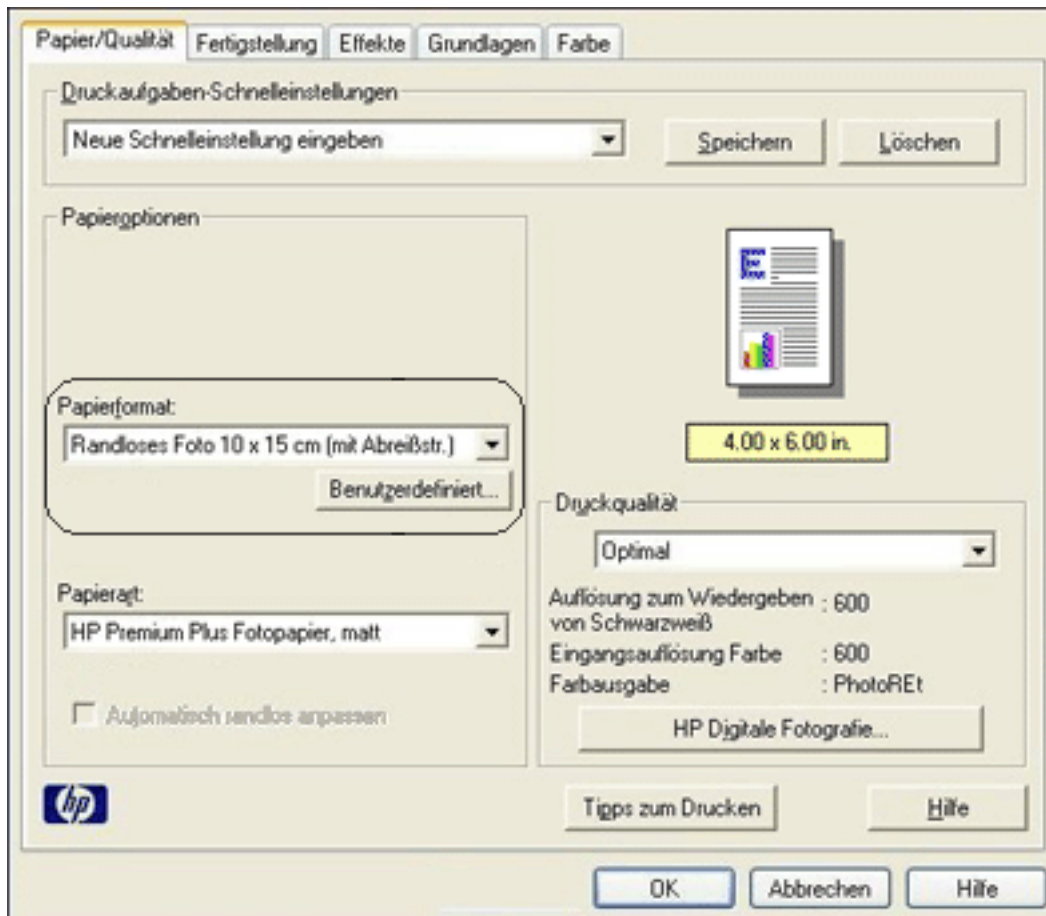 Papier/Qualität Fertigstellung Effekte Grundlagen Farbe
Druckaufgaben-Schnelleinstellungen
Neue Schnelleinstellung eingeben Speichern Löschen
Papieroptionen
Papierformat:
Randloses Foto 10 x 15 cm (mit Abreißstr.)
Benutzerdefiniert...
Papierart:
HP Premium Plus Fotopapier, matt
Automatisch randlos anpassen
4.00 x 6.00 in.
Druckqualität
Optimal
Auflösung zum Wiedergeben : 600
von Schwarzweiß
Eingangsauflösung Farbe : 600
Farbausgabe : PhotoREt
HP Digitale Fotografie...
hp
Tipps zum Drucken Hilfe
OK Abbrechen Hilfe